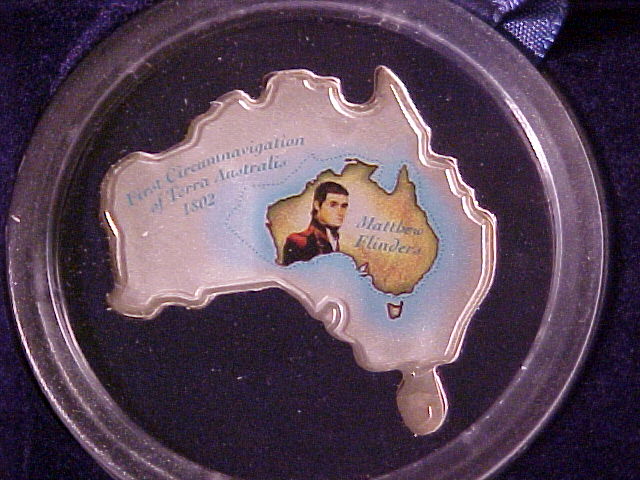 First Circumnavigation
of Terra Australis
1802
Matthew
Flinders